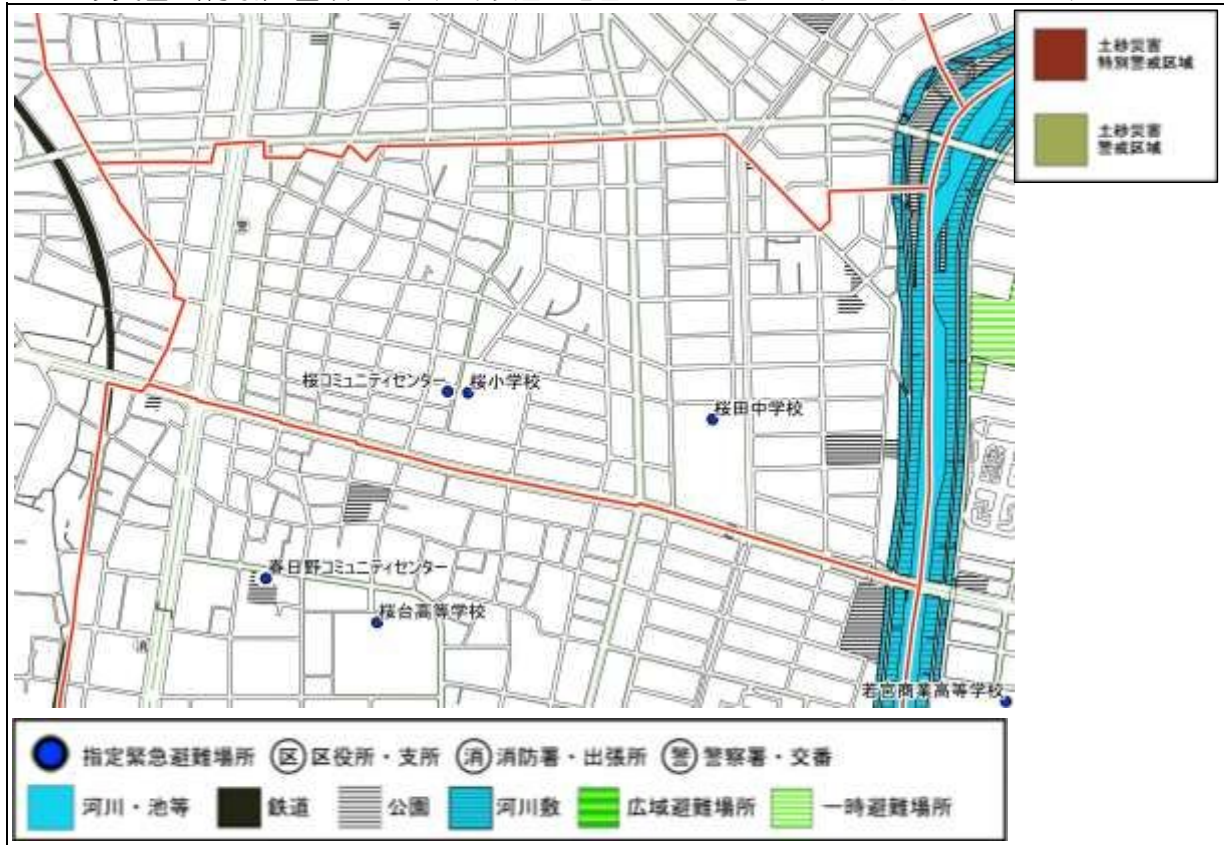 土砂災害
特別警戒区域
土砂災害
警戒区域
警
桜コミュニティセンター
桜小学校
桜田中学校
春日野コミュニティセンター
桜台高等学校
若宮商業高等学校
指定緊急避難場所 区 区役所・支所 消 消防署・出張所 警 警察署・交番
河川・池等 鉄道 公園 河川敷 広域避難場所 一時避難場所